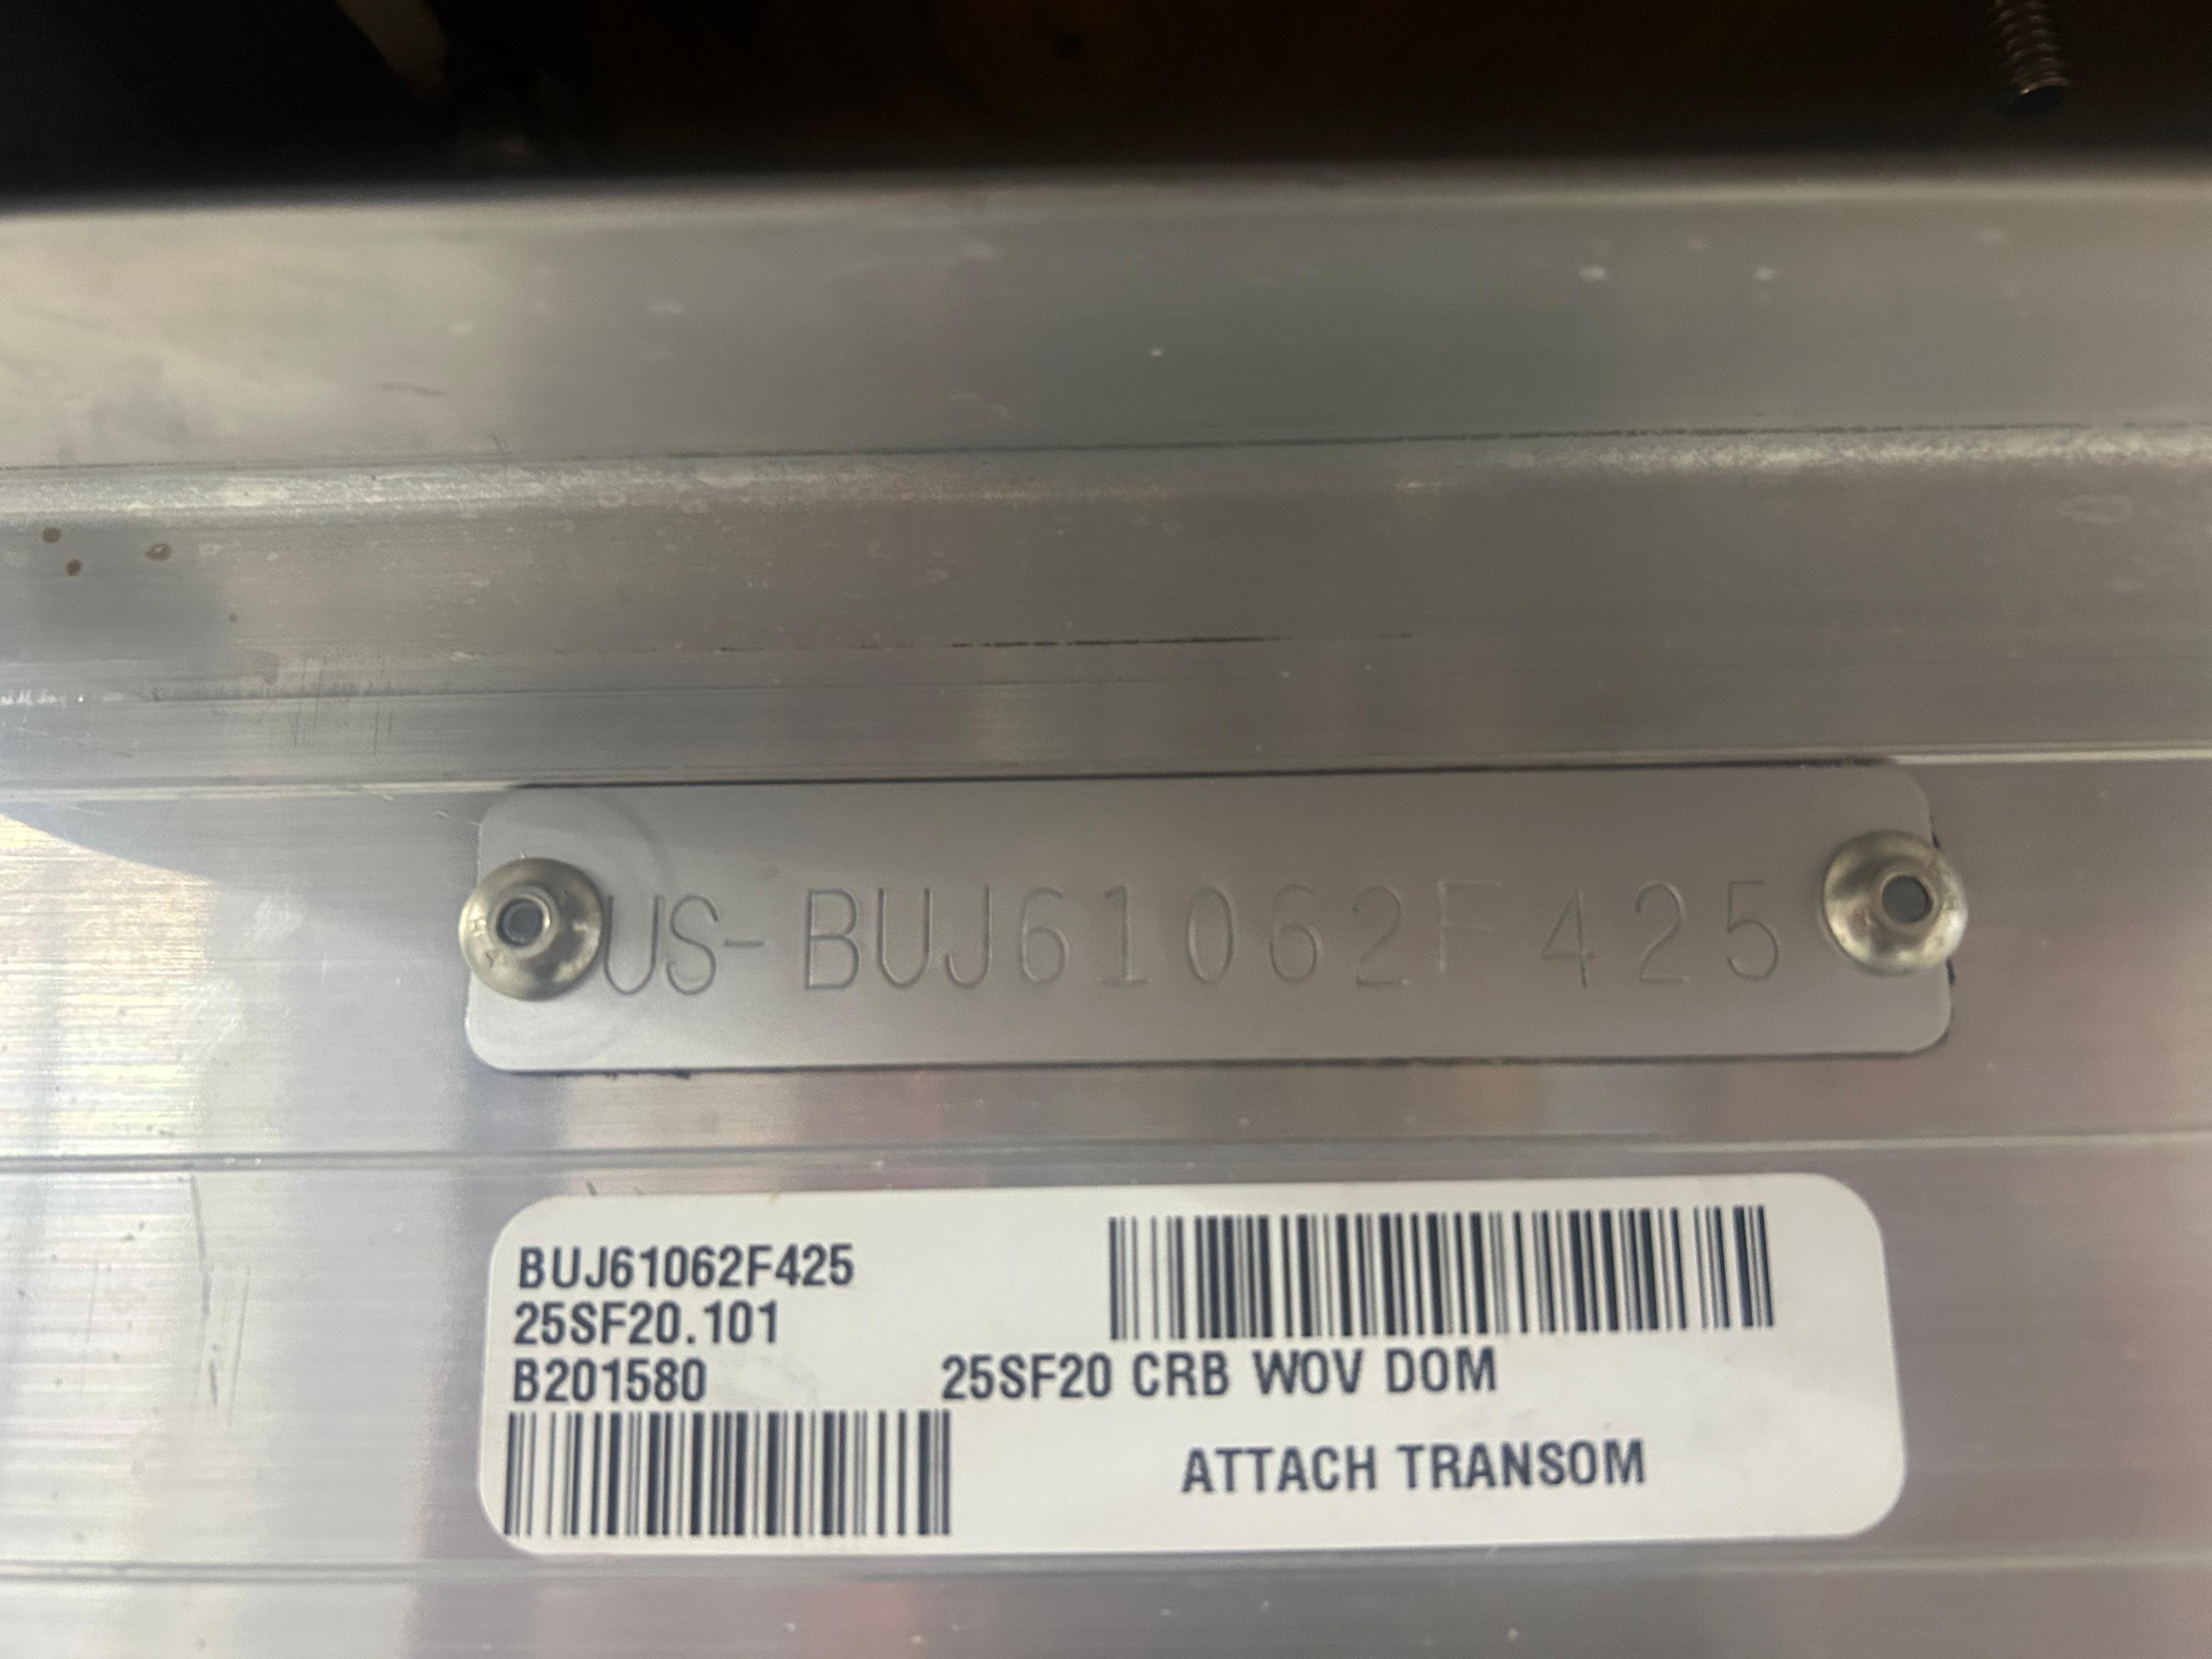 US-BUJ61062F425
BUJ61062F425
25SF20.101
B201580
25SF20 CRB WOV DOM
ATTACH TRANSOM